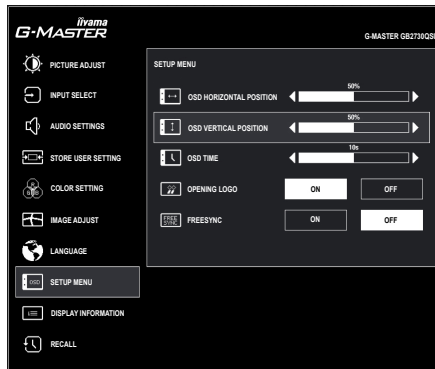 iiyama
G-MASTER
G-MASTER GB2730QSU
PICTURE ADJUST
INPUT SELECT
AUDIO SETTINGS
STORE USER SETTING
COLOR SETTING
IMAGE ADJUST
LANGUAGE
OSD
SETUP MENU
DISPLAY INFORMATION
RECALL
SETUP MENU
50%
OSD HORIZONTAL POSITION
50%
OSD VERTICAL POSITION
10s
OSD TIME
OPENING LOGO ON OFF
FREE
SYNC
FREESYNC ON OFF